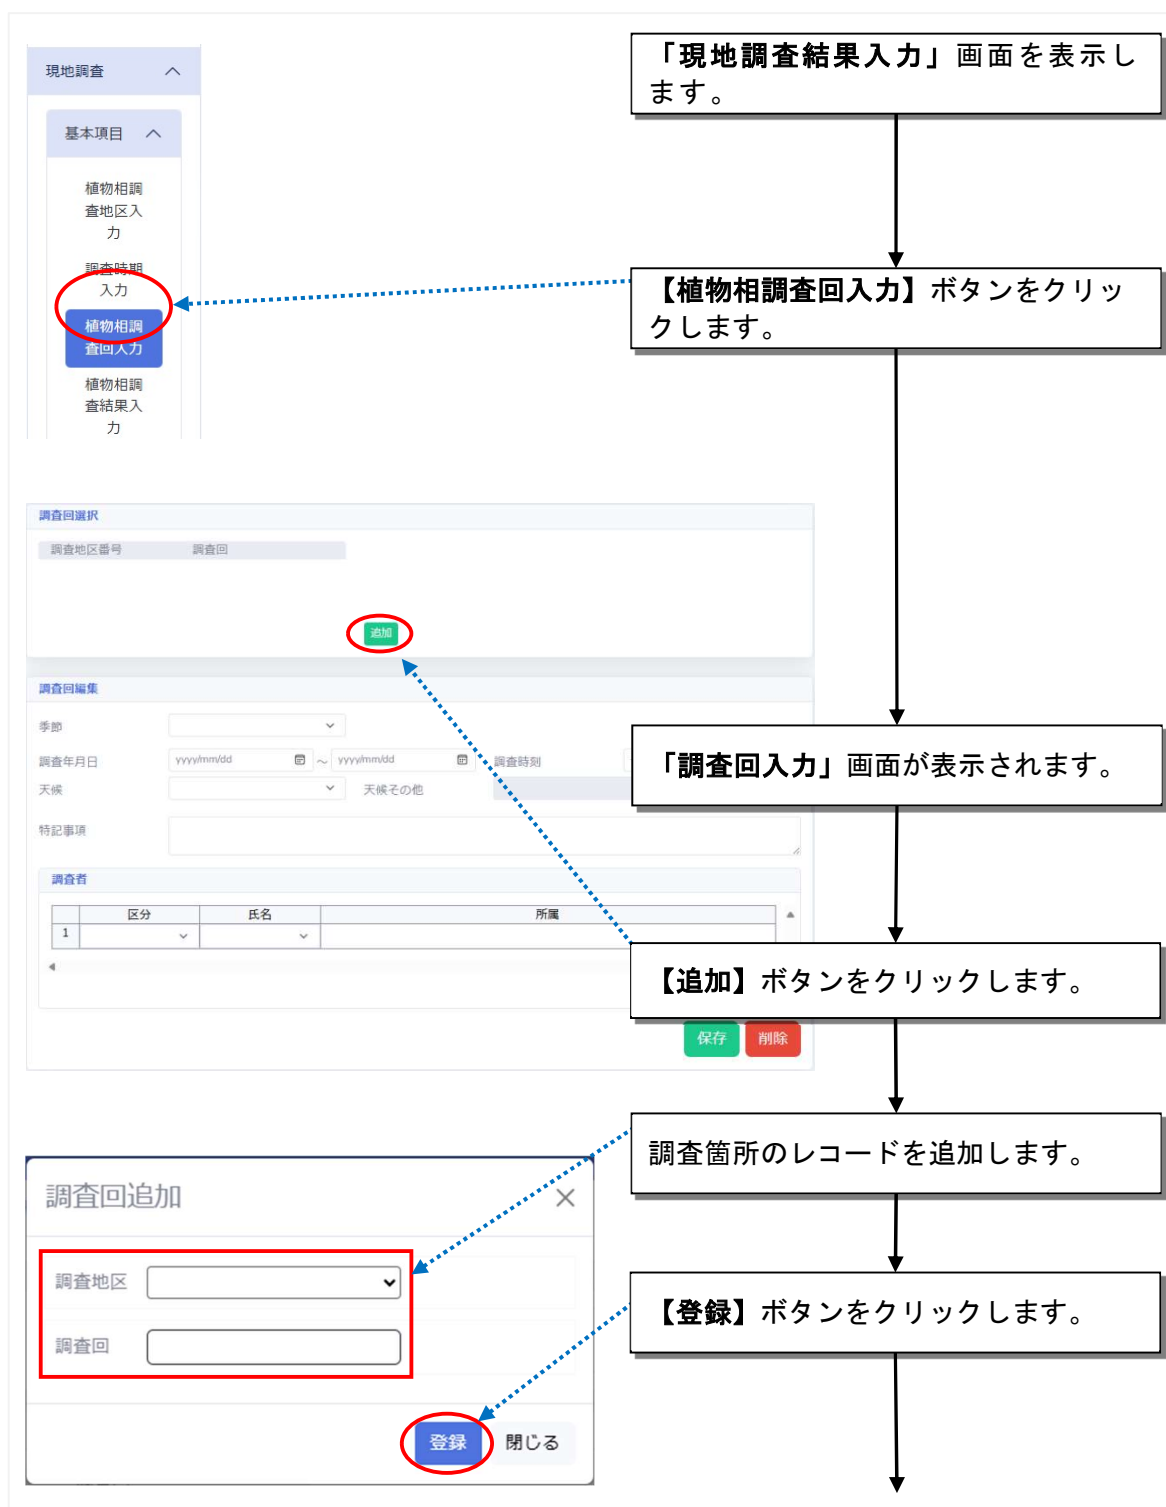 現地調査
基本項目
植物相調
査地区入
力
調査時期
入力
植物相調
査回入力
植物相調
査結果入
力
「現地調査結果入力」画面を表示し
ます。
【植物相調査回入力】ボタンをクリッ
クします。
調査回選択
調査地区番号 調査回
追加
調査回編集
季節
調査年月日 yyyy/mm/dd ～ yyyy/mm/dd 調査時刻
天候 天候その他
特記事項
調査者
区分 氏名 所属
1
保存 削除
「調査回入力」画面が表示されます。
【追加】ボタンをクリックします。
調査箇所のレコードを追加します。
調査回追加
調査地区
調査回
登録 閉じる
【登録】ボタンをクリックします。